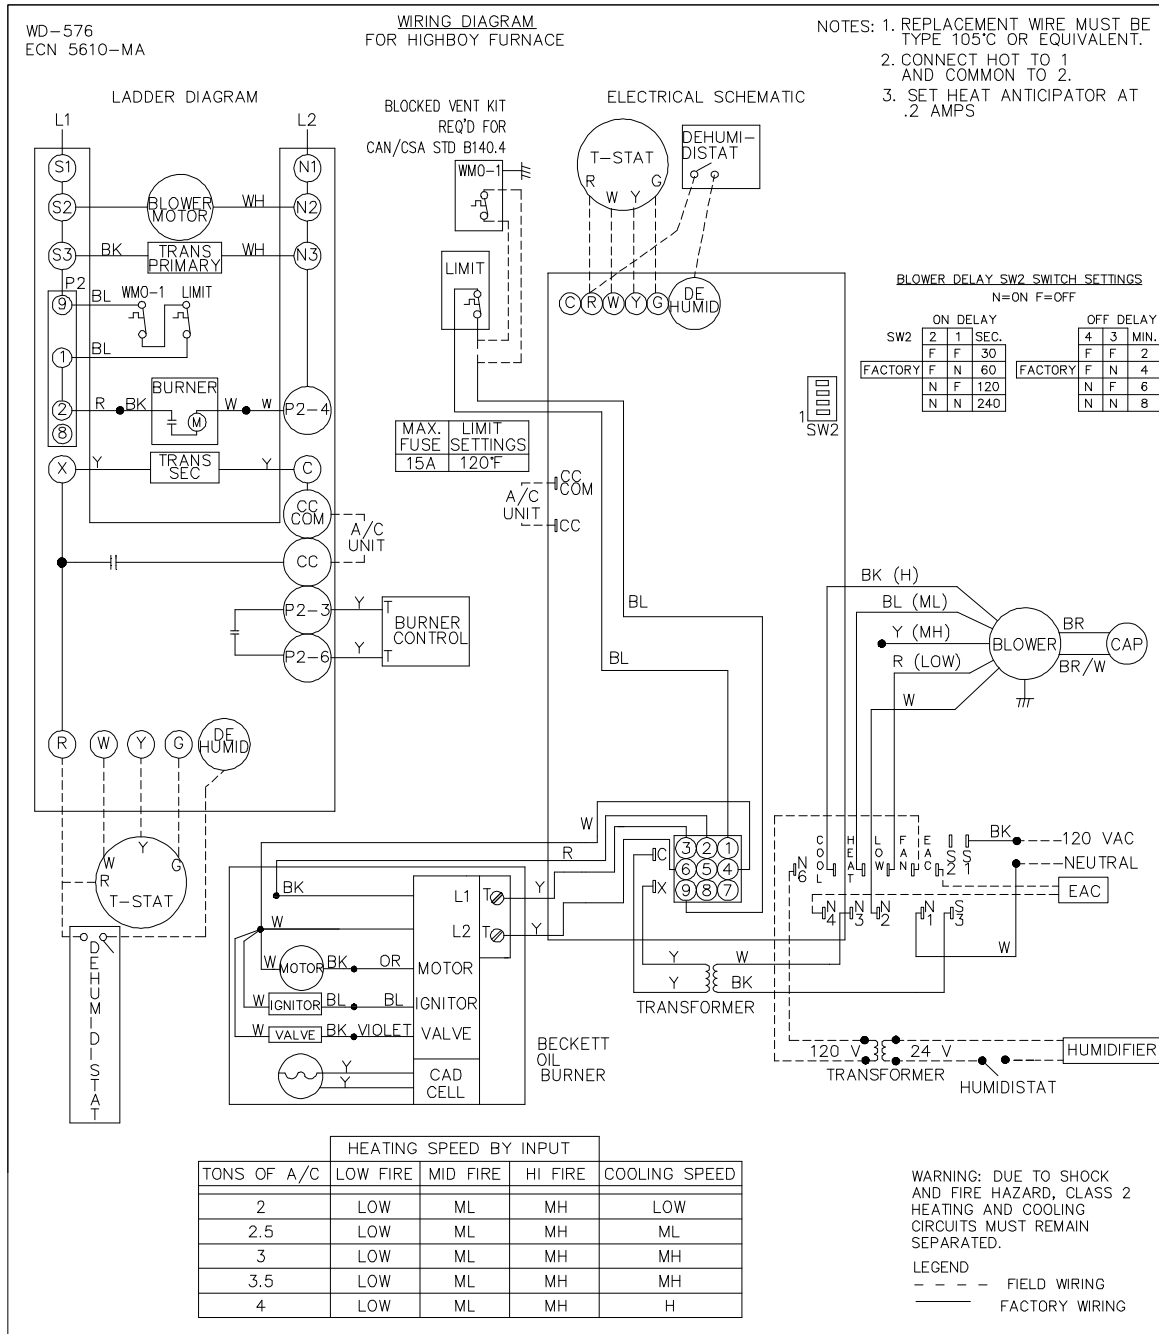 WD-576
ECN 5610-MA
WIRING DIAGRAM
FOR HIGHBOY FURNACE
NOTES: 1. REPLACEMENT WIRE MUST BE
TYPE 105°C OR EQUIVALENT.
2. CONNECT HOT TO 1
AND COMMON TO 2.
3. SET HEAT ANTICIPATOR AT
.2 AMPS
LADDER DIAGRAM
L1
L2
S1
N1
S2
BLOWER
MOTOR
WH
N2
S3
BK
TRANS
PRIMARY
WH
N3
P2
9
BL
WMO-1
LIMIT
1
BL
BURNER
2
R
BK
M
W
W
P2-4
8
X
Y
TRANS
SEC
Y
C
CC
COM
A/C
UNIT
CC
P2-3
Y
T
BURNER
CONTROL
P2-6
Y
T
R
W
Y
G
DE
HUMID
W
Y
G
R
T-STAT
DEHUMIDISTAT
BLOCKED VENT KIT
REQ'D FOR
CAN/CSA STD B140.4
WMO-1
LIMIT
MAX.
FUSE
LIMIT
SETTINGS
15A
120°F
ELECTRICAL SCHEMATIC
T-STAT
R
W
Y
G
DEHUMI-
DISTAT
C
R
W
Y
G
DE
HUMID
CC
COM
A/C
UNIT
CC
1
SW2
BLOWER DELAY SW2 SWITCH SETTINGS
N=ON F=OFF
ON DELAY
SW2 2 1 SEC.
F F 30
FACTORY F N 60
N F 120
N N 240
OFF DELAY
4 3 MIN.
F F 2
FACTORY F N 4
N F 6
N N 8
BL
BL
BK (H)
BL (ML)
Y (MH)
R (LOW)
W
BLOWER
BR
BR/W
CAP
W
R
C
X
3 2 1
6 5 4
9 8 7
N6
COOL
HEAT
LOW
FAN
EAC
S2
S1
BK
120 VAC
NEUTRAL
EAC
N4
N3
N2
N1
S3
W
Y
Y
W
BK
TRANSFORMER
120 V
24 V
TRANSFORMER
HUMIDISTAT
HUMIDIFIER
BK
L1
T
Y
W
L2
T
Y
W
MOTOR
BK
OR
MOTOR
W
IGNITOR
BL
BL
IGNITOR
W
VALVE
BK
VIOLET
VALVE
Y
Y
CAD
CELL
BECKETT
OIL
BURNER
HEATING SPEED BY INPUT
TONS OF A/C LOW FIRE MID FIRE HI FIRE COOLING SPEED
2 LOW ML MH LOW
2.5 LOW ML MH ML
3 LOW ML MH MH
3.5 LOW ML MH MH
4 LOW ML MH H
WARNING: DUE TO SHOCK
AND FIRE HAZARD, CLASS 2
HEATING AND COOLING
CIRCUITS MUST REMAIN
SEPARATED.
LEGEND
FIELD WIRING
FACTORY WIRING